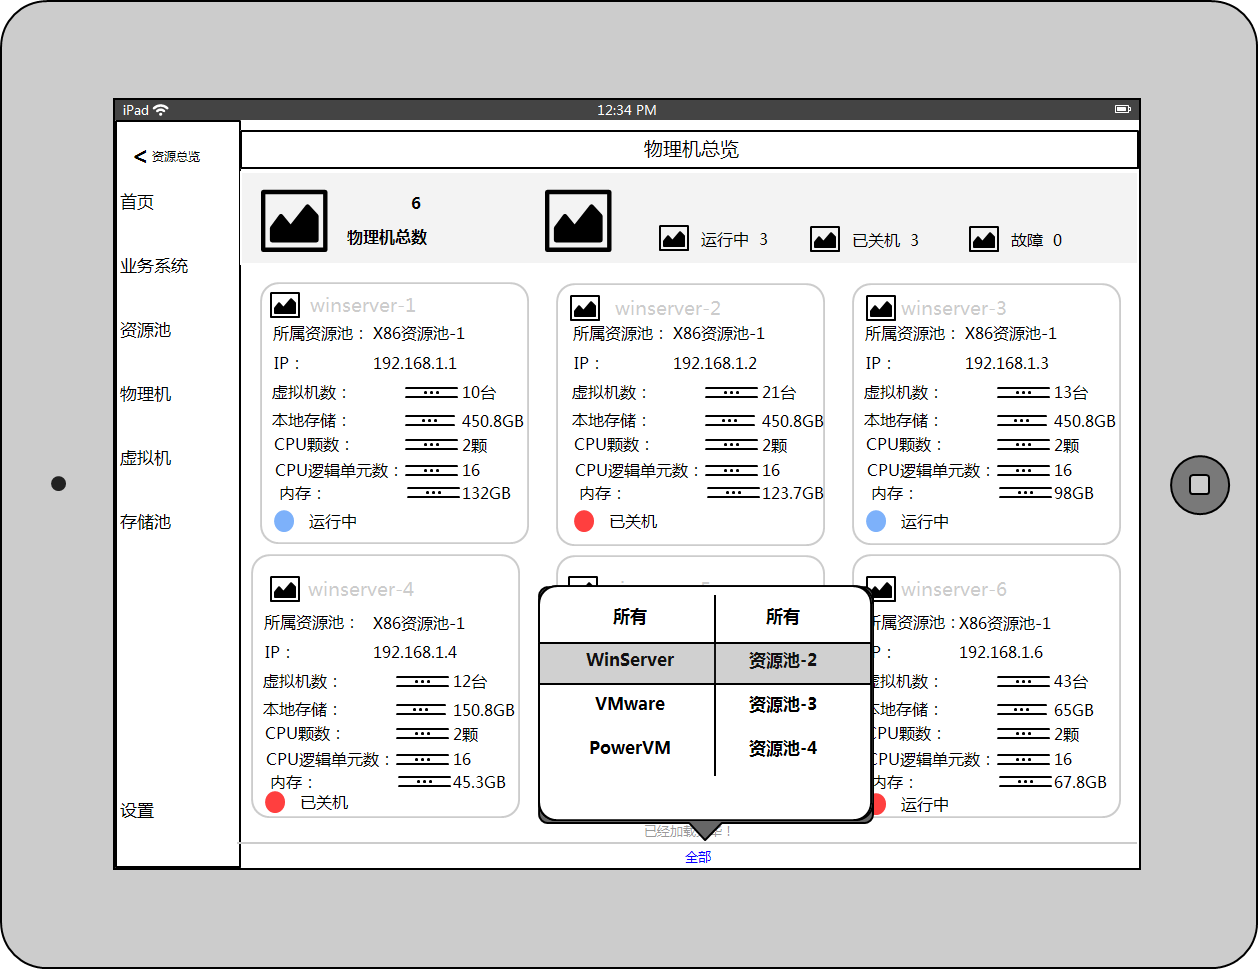 iPad 12:34 PM
< 资源总览
首页
业务系统
资源池
物理机
虚拟机
存储池
设置
物理机总览
6
物理机总数
运行中 3
已关机 3
故障 0
winserver-1
所属资源池： X86资源池-1
IP： 192.168.1.1
虚拟机数： 10台
本地存储： 450.8GB
CPU颗数： 2颗
CPU逻辑单元数： 16
内存： 132GB
运行中
winserver-2
所属资源池： X86资源池-1
IP： 192.168.1.2
虚拟机数： 21台
本地存储： 450.8GB
CPU颗数： 2颗
CPU逻辑单元数： 16
内存： 123.7GB
已关机
winserver-3
所属资源池： X86资源池-1
IP： 192.168.1.3
虚拟机数： 13台
本地存储： 450.8GB
CPU颗数： 2颗
CPU逻辑单元数： 16
内存： 98GB
运行中
winserver-4
所属资源池： X86资源池-1
IP： 192.168.1.4
虚拟机数： 12台
本地存储： 150.8GB
CPU颗数： 2颗
CPU逻辑单元数： 16
内存： 45.3GB
已关机
所有 所有
WinServer 资源池-2
VMware 资源池-3
PowerVM 资源池-4
winserver-6
所属资源池： X86资源池-1
P： 192.168.1.6
虚拟机数： 43台
本地存储： 65GB
CPU颗数： 2颗
CPU逻辑单元数： 16
内存： 67.8GB
运行中
已经加载
全部